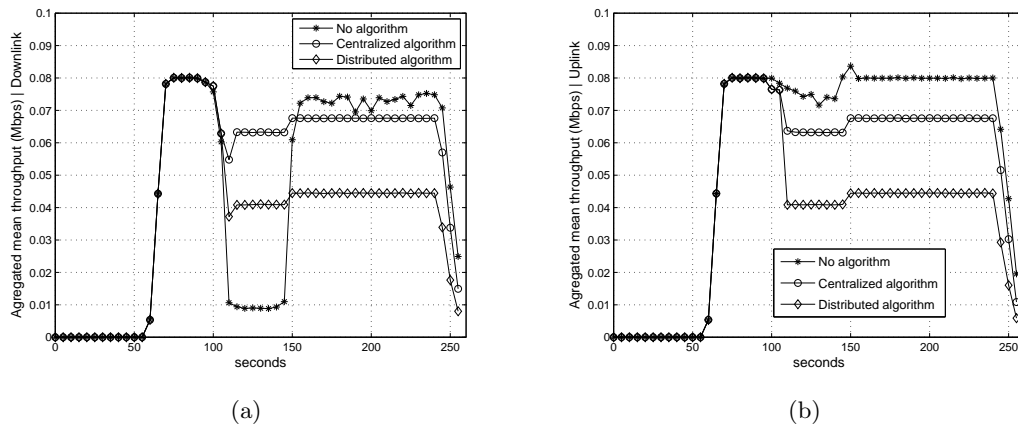 Agregated mean throughput (Mbps) | Downlink
0.1
0.09
0.08
0.07
0.06
0.05
0.04
0.03
0.02
0.01
0
0 50 100 150 200 250
seconds
No algorithm
Centralized algorithm
Distributed algorithm
(a)
Agregated mean throughput (Mbps) | Uplink
0.1
0.09
0.08
0.07
0.06
0.05
0.04
0.03
0.02
0.01
0
0 50 100 150 200 250
seconds
No algorithm
Centralized algorithm
Distributed algorithm
(b)